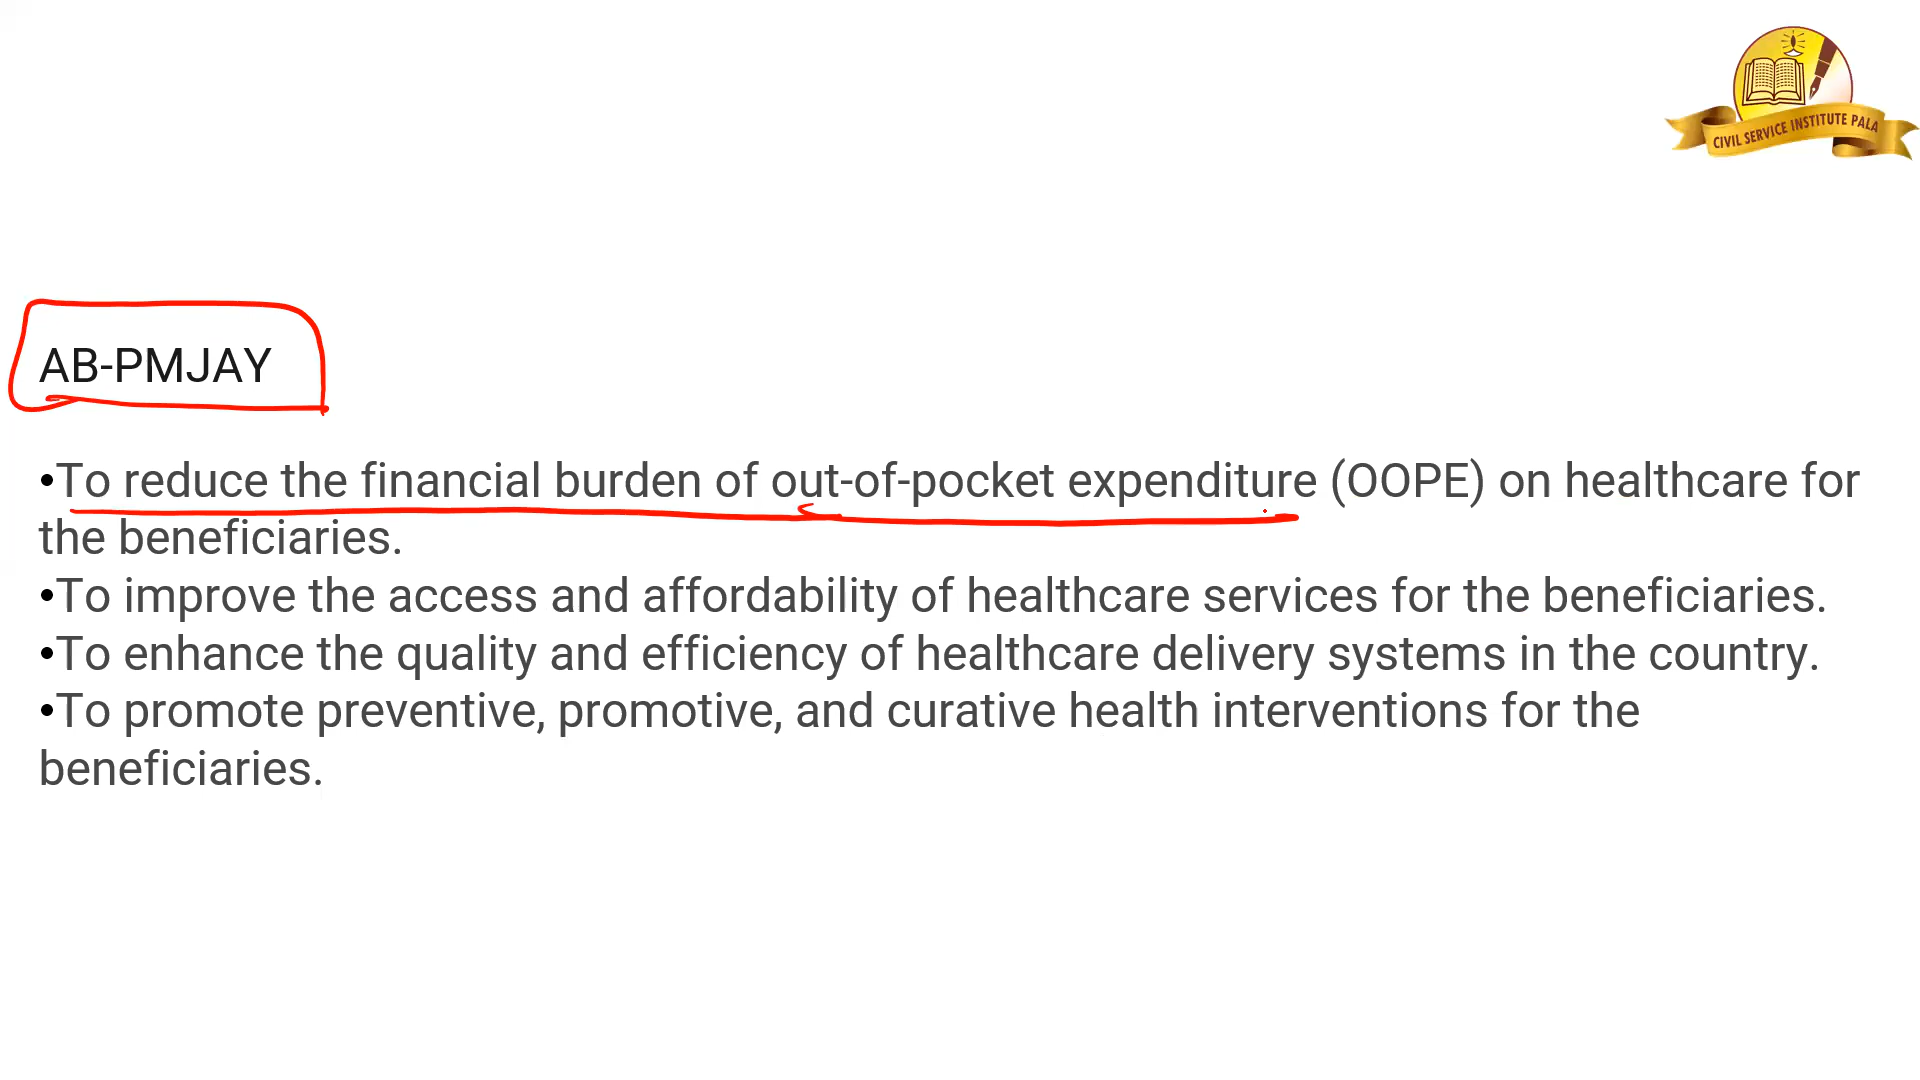 CIVIL SERVICE INSTITUTE PALA
AB-PMJAY
•To reduce the financial burden of out-of-pocket expenditure (OOPE) on healthcare for
the beneficiaries.
•To improve the access and affordability of healthcare services for the beneficiaries.
•To enhance the quality and efficiency of healthcare delivery systems in the country.
•To promote preventive, promotive, and curative health interventions for the
beneficiaries.